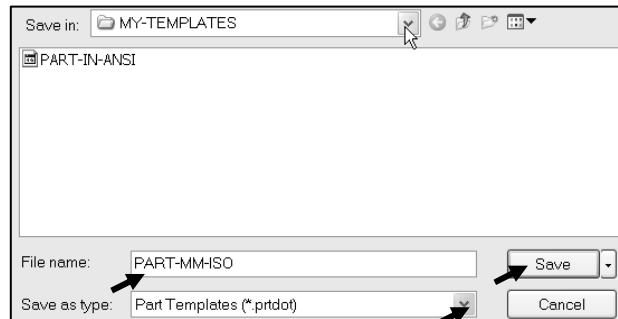 Save in: MY-TEMPLATES
PART-IN-ANSI
File name: PART-MM-ISO Save
Save as type: Part Templates (*.prtdot) Cancel